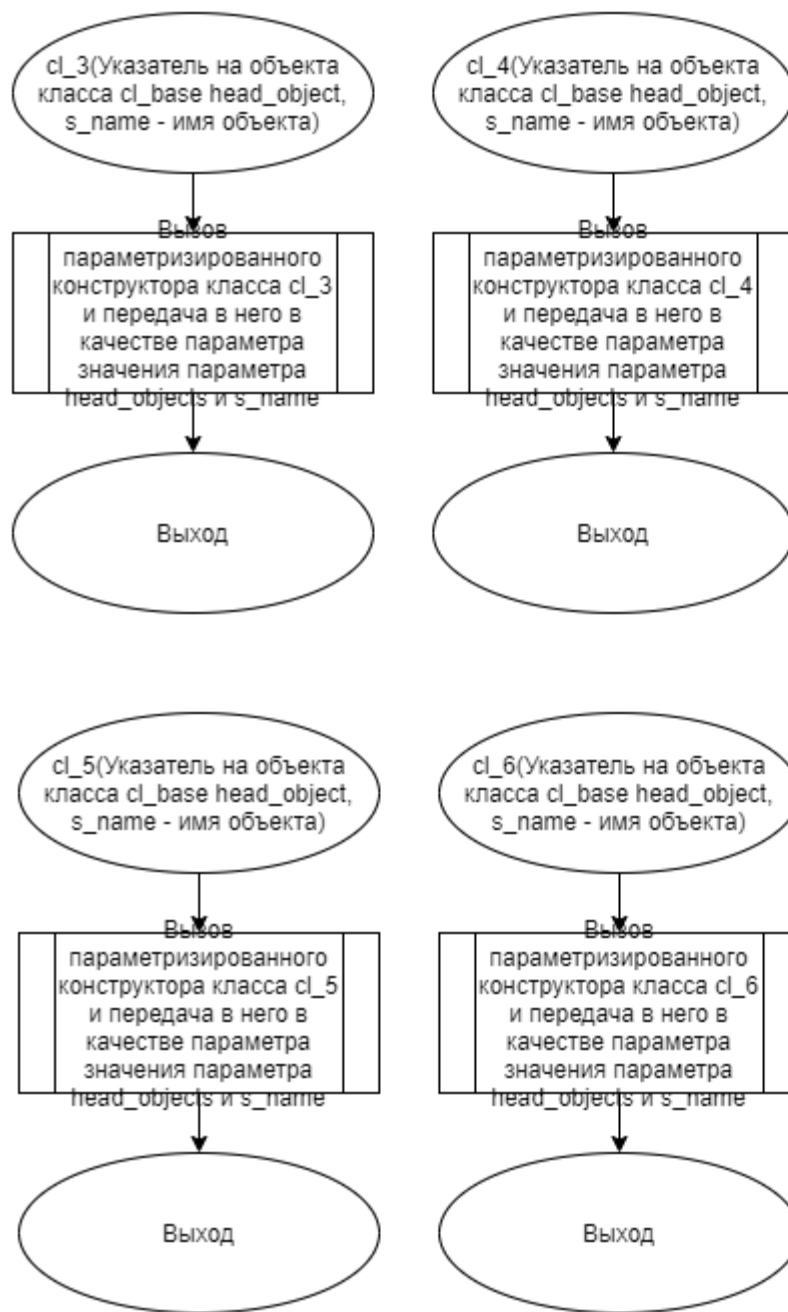 cl_3(Указатель на объекта
класса cl_base head_object,
s_name - имя объекта)
cl_4(Указатель на объекта
класса cl_base head_object,
s_name - имя объекта)
Вызов
параметризированного
конструктора класса cl_3
и передача в него в
качестве параметра
значения параметра
head_objects и s_name
Вызов
параметризированного
конструктора класса cl_4
и передача в него в
качестве параметра
значения параметра
head_objects и s_name
Выход
Выход
cl_5(Указатель на объекта
класса cl_base head_object,
s_name - имя объекта)
cl_6(Указатель на объекта
класса cl_base head_object,
s_name - имя объекта)
Вызов
параметризированного
конструктора класса cl_5
и передача в него в
качестве параметра
значения параметра
head_objects и s_name
Вызов
параметризированного
конструктора класса cl_6
и передача в него в
качестве параметра
значения параметра
head_objects и s_name
Выход
Выход